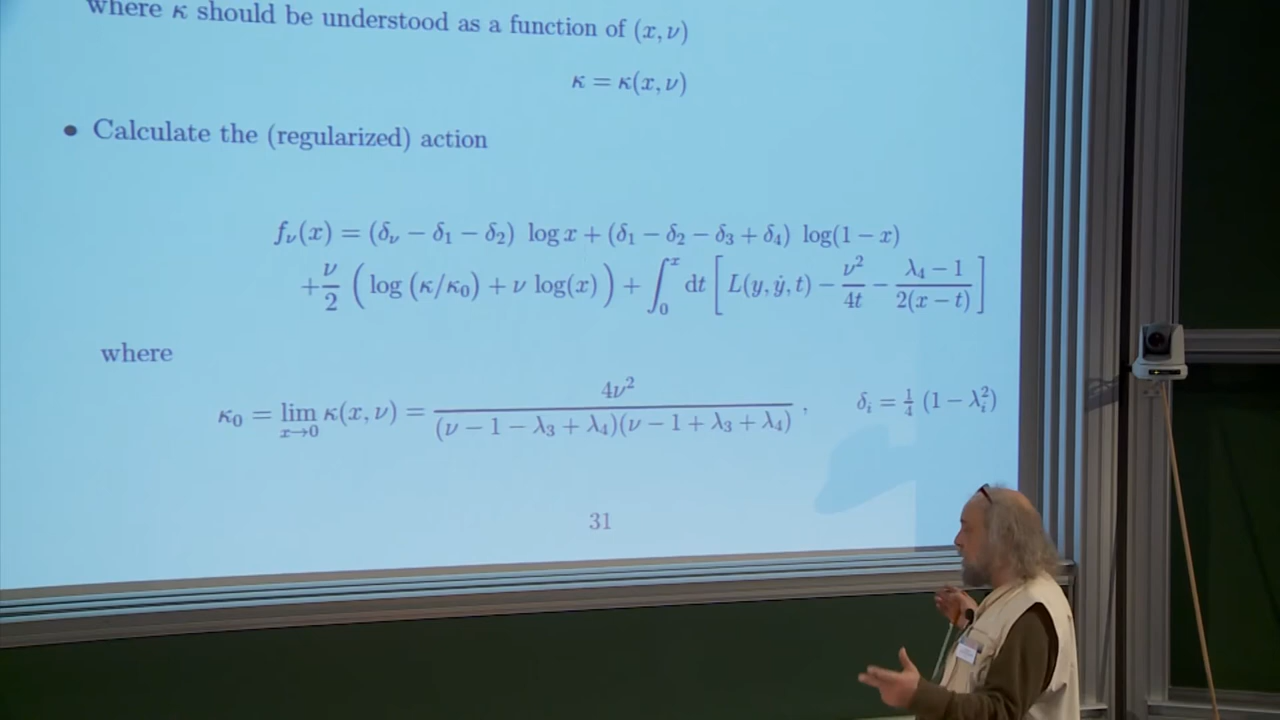 where κ should be understood as a function of (x, ν)
κ = κ(x, ν)
• Calculate the (regularized) action
f_ν(x) = (δ_ν − δ_1 − δ_2) log x + (δ_1 − δ_2 − δ_3 + δ_4) log(1 − x)
+ ν/2 ( log (κ/κ_0) + ν log(x) ) + ∫_0^x dt [ L(y, ẏ, t) − ν²/4t − (λ_4 − 1)/2(x − t) ]
where
κ_0 = lim_{x→0} κ(x, ν) = 4ν²/(ν − 1 − λ_3 + λ_4)(ν − 1 + λ_3 + λ_4) , δ_i = 1/4 (1 − λ_i²)
31